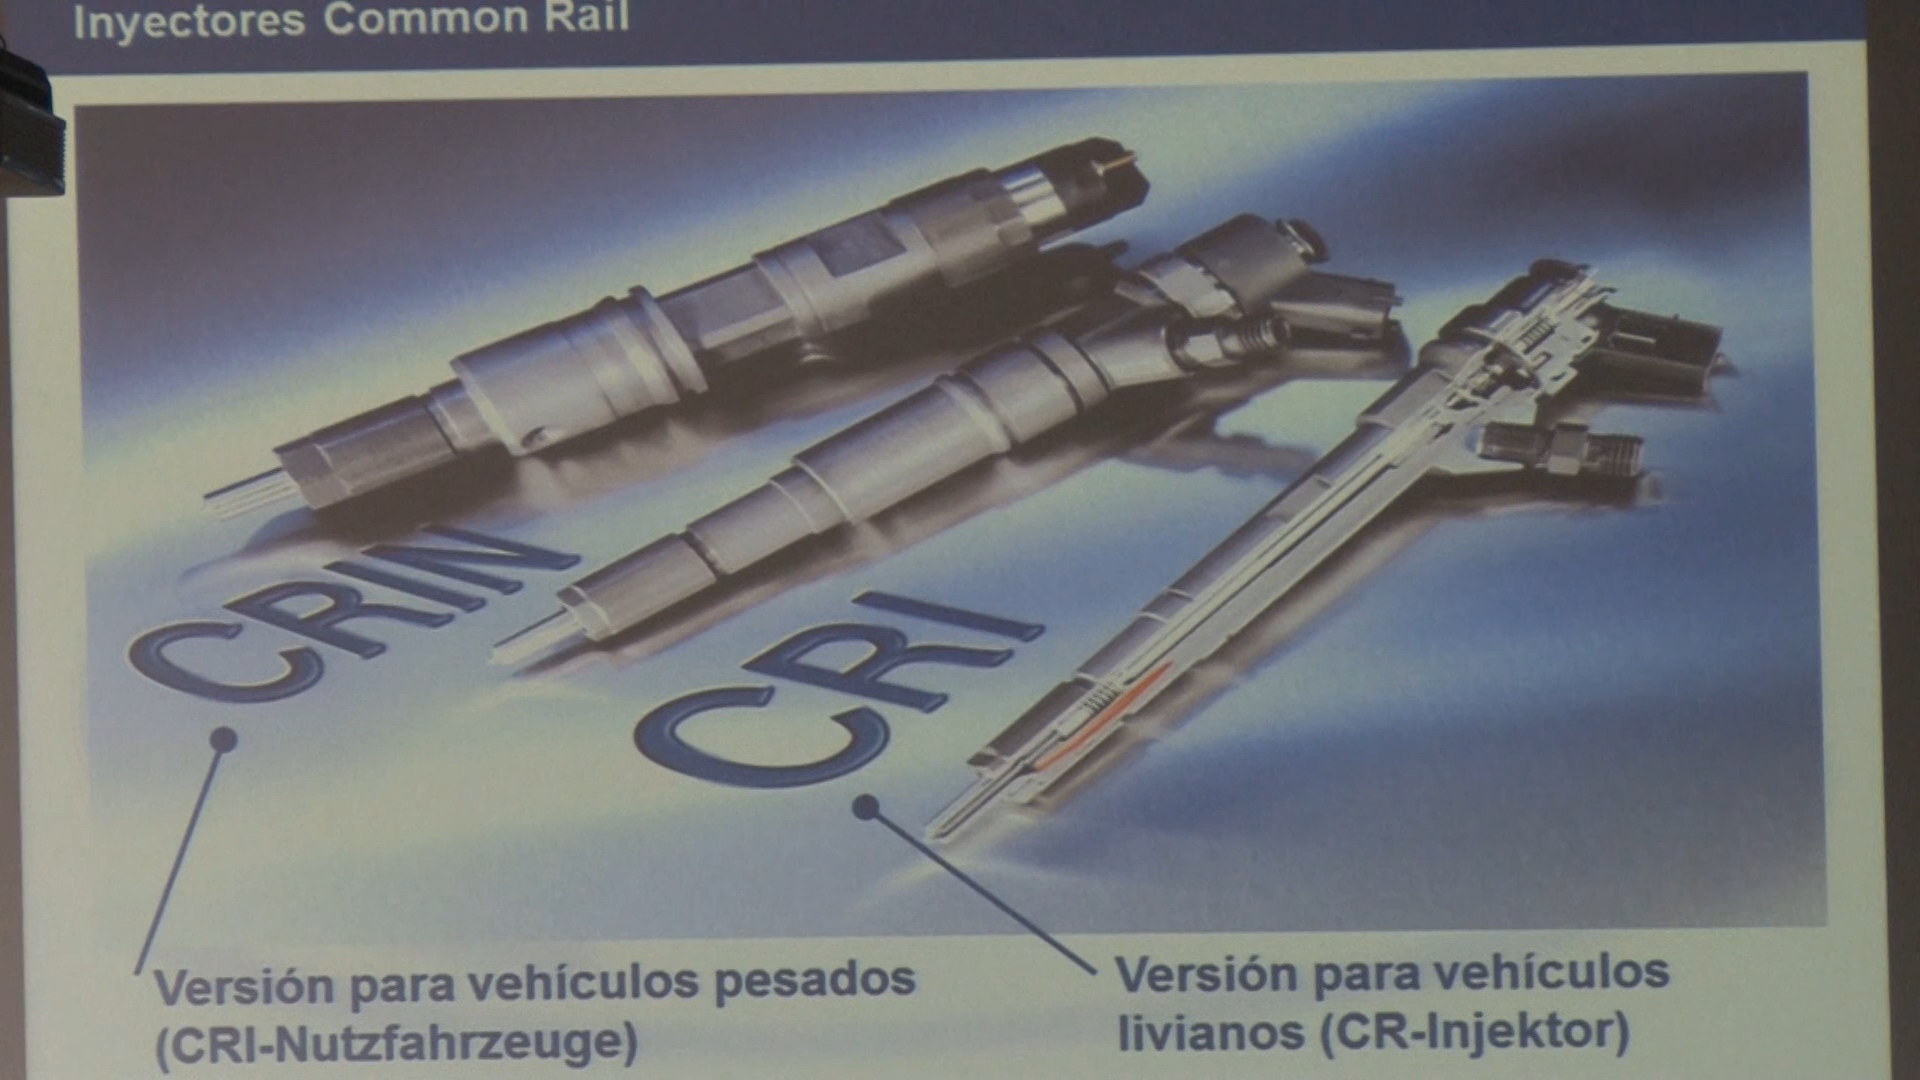 Inyectores Common Rail
CRIN
CRI
Versión para vehículos pesados
(CRI-Nutzfahrzeuge)
Versión para vehículos
livianos (CR-Injektor)